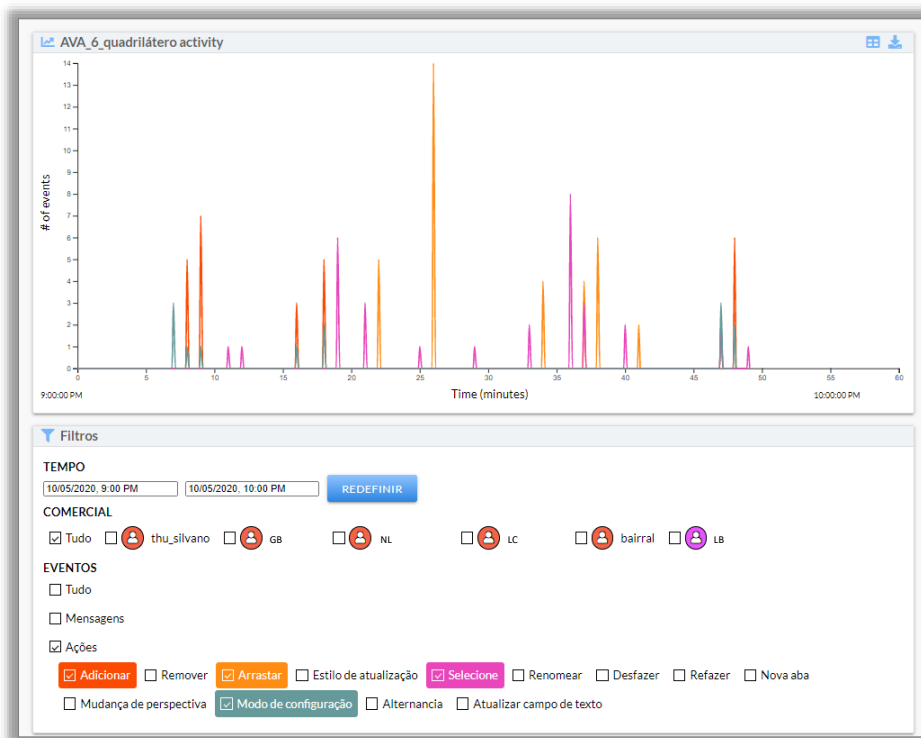 AVA_6_quadrilátero activity
14
13
12
11
10
9
8
7
6
5
4
3
2
1
0
# of events
0 5 10 15 20 25 30 35 40 45 50 55 60
9:00:00 PM Time (minutes) 10:00:00 PM
Filtros
TEMPO
10/05/2020, 9:00 PM 10/05/2020, 10:00 PM REDEFINIR
COMERCIAL
Tudo thu_silvano GB NL LC bairral LB
EVENTOS
Tudo
Mensagens
Ações
Adicionar Remover Arrastar Estilo de atualização Selecione Renomear Desfazer Refazer Nova aba
Mudança de perspectiva Modo de configuração Alternancia Atualizar campo de texto